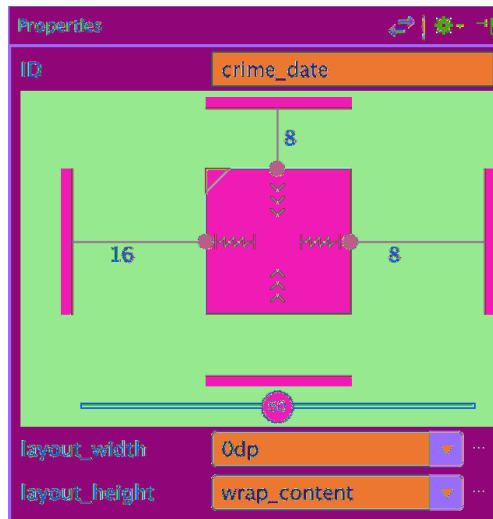 Properties
ID crime_date
8
16 8
50
layout_width 0dp
layout_height wrap_content